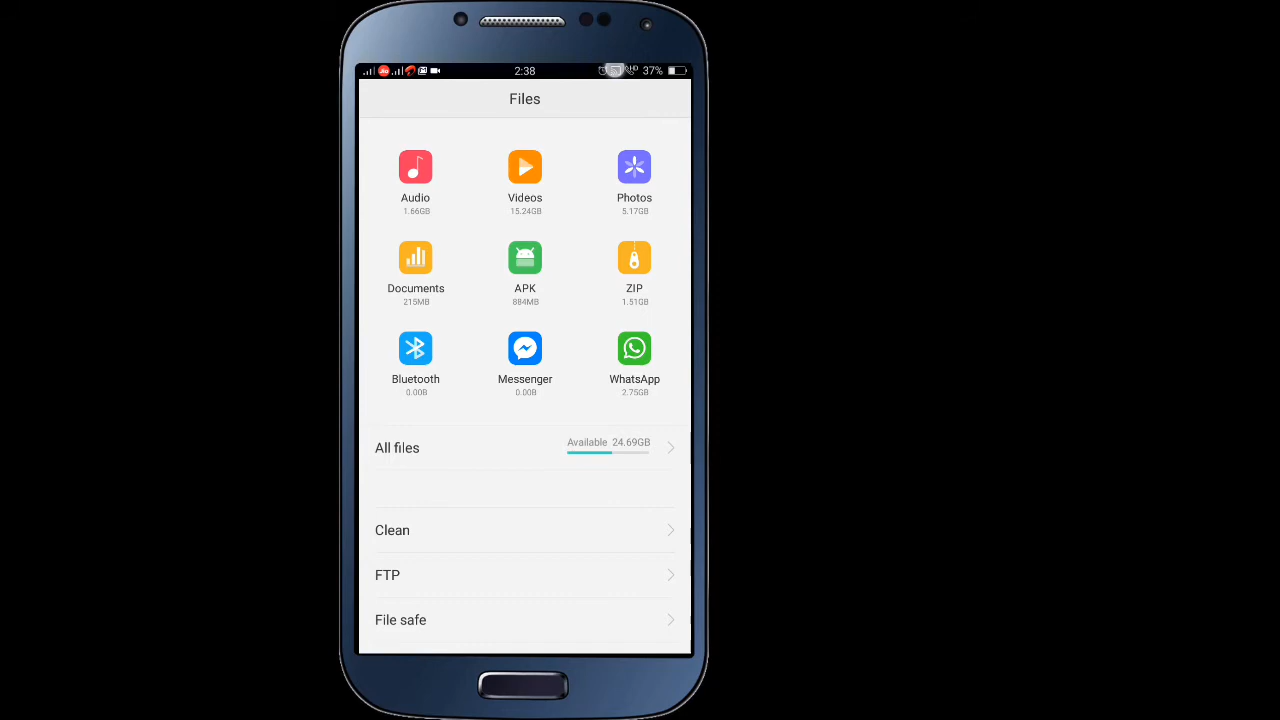 2:38
HD 37%
Files
Audio
1.66GB
Videos
15.24GB
Photos
5.17GB
Documents
215MB
APK
884MB
ZIP
1.51GB
Bluetooth
0.00B
Messenger
0.00B
WhatsApp
2.75GB
All files
Available 24.69GB
Clean
FTP
File safe